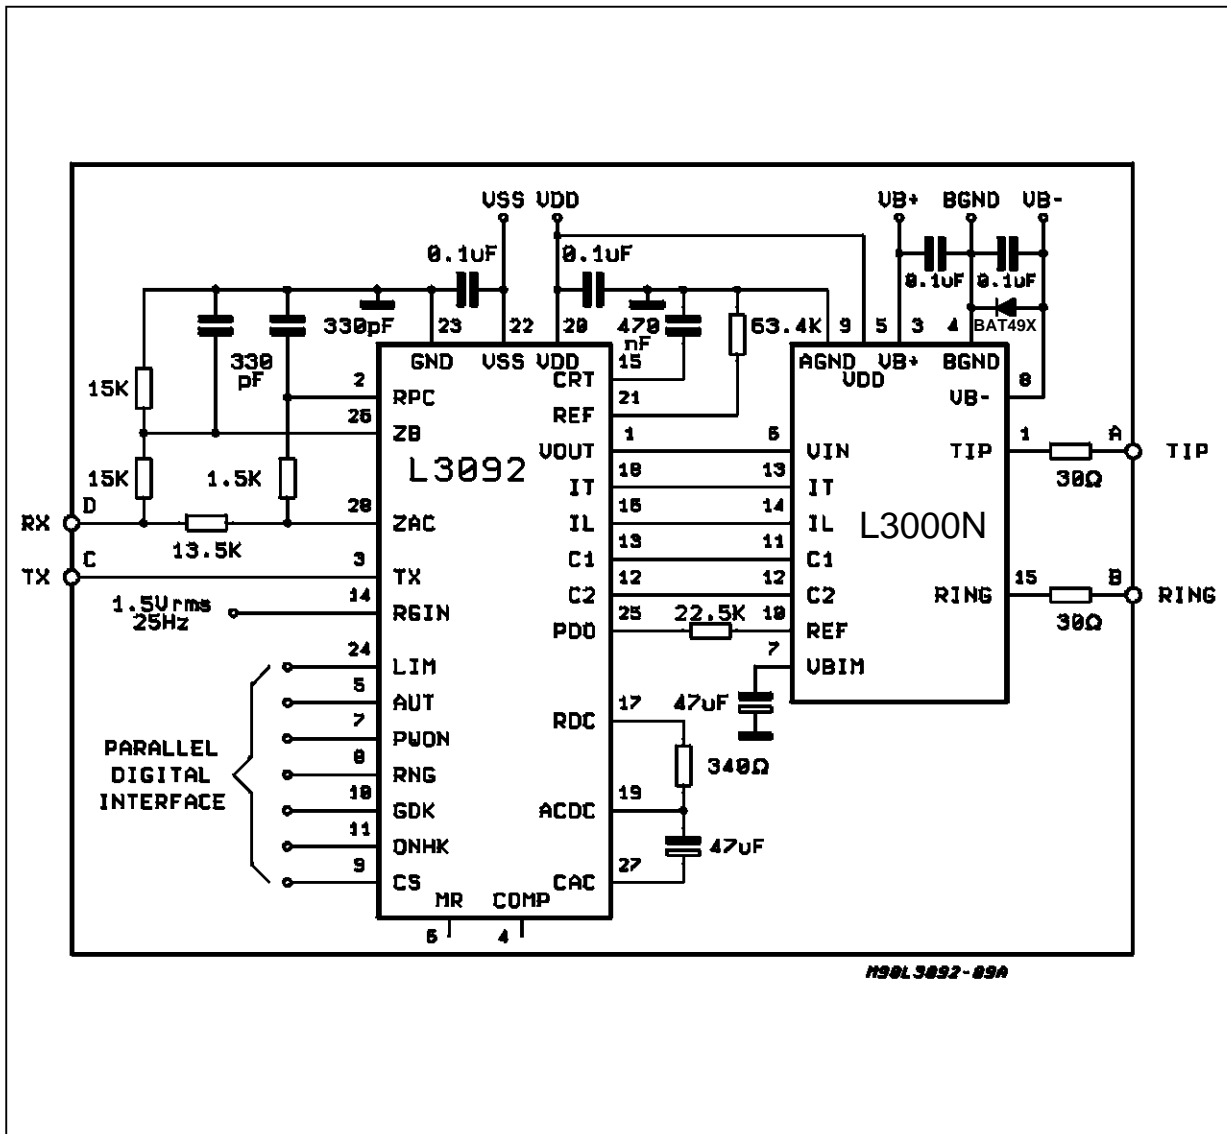 VSS VDD VB+ BGND VB-
0.1uF 0.1uF 0.1uF 0.1uF
330pF 23 22 20 470 nF 63.4K 9 5 3 4 BAT49X
330 pF
GND VSS VDD 15 AGND VDD VB+ BGND 8
15K 2 RPC CRT VB-
26 ZB 21 REF
L3092 VOUT 1 6 VIN TIP 1 A TIP
15K 1.5K IT 18 13 IT 30Ω
RX D 28 ZAC IL 16 14 IL L3000N
13.5K
TX C 3 TX C1 13 11 C1
1.5Vrms 25Hz 14 RGIN C2 12 12 C2 RING 15 B RING
PDO 25 22.5K 10 REF 30Ω
24 LIM 7 VBIM
5 AUT 47uF
7 PWON RDC 17
PARALLEL
DIGITAL
INTERFACE
8 RNG 340Ω
10 GDK ACDC 19
11 ONHK 47uF
9 CS CAC 27
MR COMP
6 4
M90L3092-09A